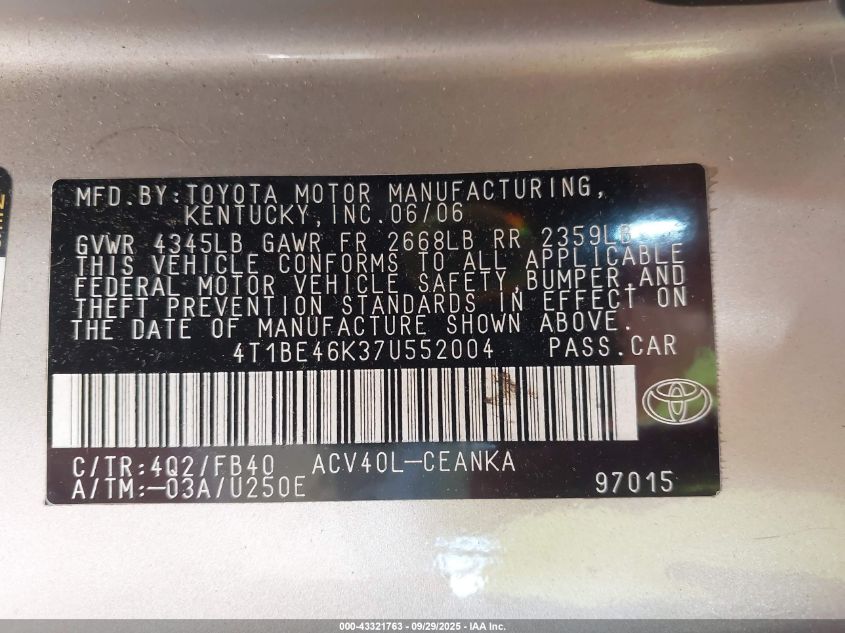 MFD.BY:TOYOTA MOTOR MANUFACTURING,
KENTUCKY,INC.06/06
GVWR 4345LB GAWR FR 2668LB RR 2359LB
THIS VEHICLE CONFORMS TO ALL APPLICABLE
FEDERAL MOTOR VEHICLE SAFETY,BUMPER,AND
THEFT PREVENTION STANDARDS IN EFFECT ON
THE DATE OF MANUFACTURE SHOWN ABOVE.
4T1BE46K37U552004 PASS.CAR
C/TR:4Q2/FB40 ACV40L-CEANKA
A/TM:-03A/U250E 97015
000-43321763 - 09/29/2025 - IAA Inc.